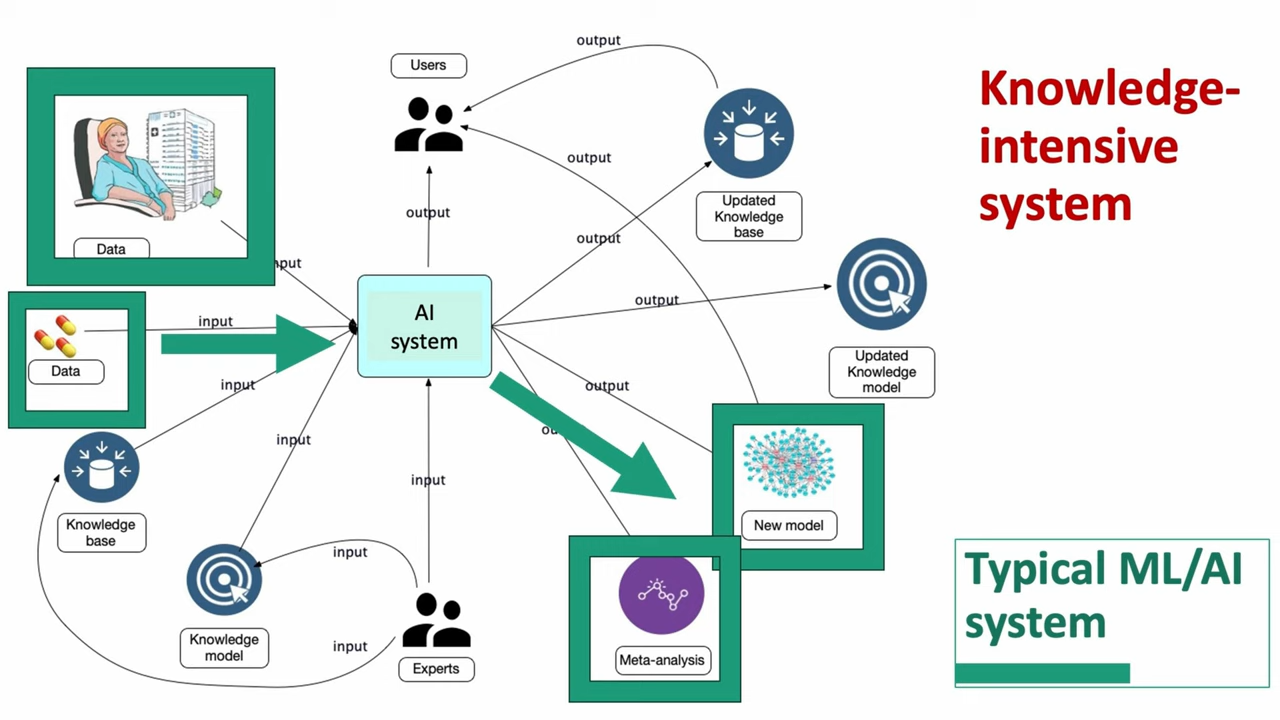 output
Users
Knowledge-
intensive
system
output
Updated
Knowledge
base
output
Data
output
input
output
AI
system
input
Updated
Knowledge
model
Data
input
output
input
New model
input
Knowledge
base
input
Typical ML/AI
system
Knowledge
model
input
Experts
Meta-analysis